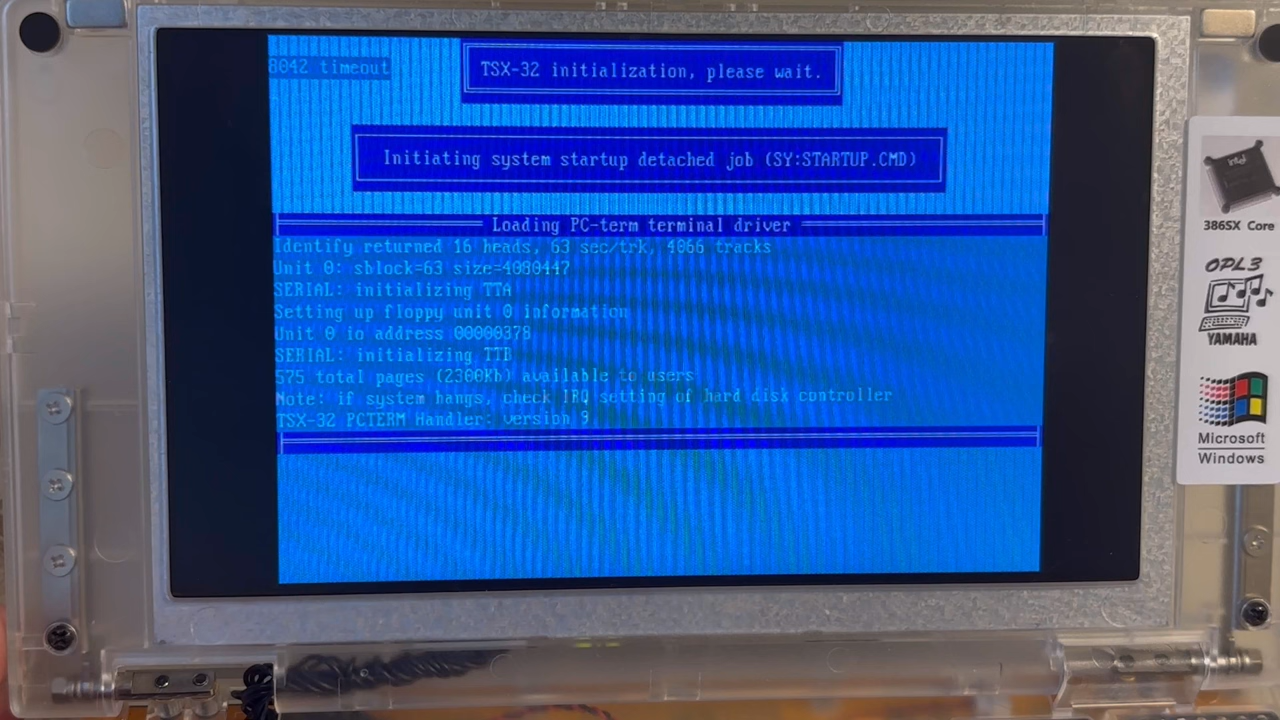 8042 timeout
TSX-32 initialization, please wait.
Initiating system startup detached job (SY:STARTUP.CMD)
Loading PC-term terminal driver
Identify returned 16 heads, 63 sec/trk, 4066 tracks
Unit 0: sblock=63 size=4080447
SERIAL: initializing TTA
Setting up floppy unit 0 information
Unit 0 io address 00000378
SERIAL: initializing TTB
575 total pages (2300Kb) available to users
Note: if system hangs, check IRQ setting of hard disk controller
TSX-32 PCTERM Handler: version 9
intel
386SX Core
OPL3
YAMAHA
Microsoft
Windows